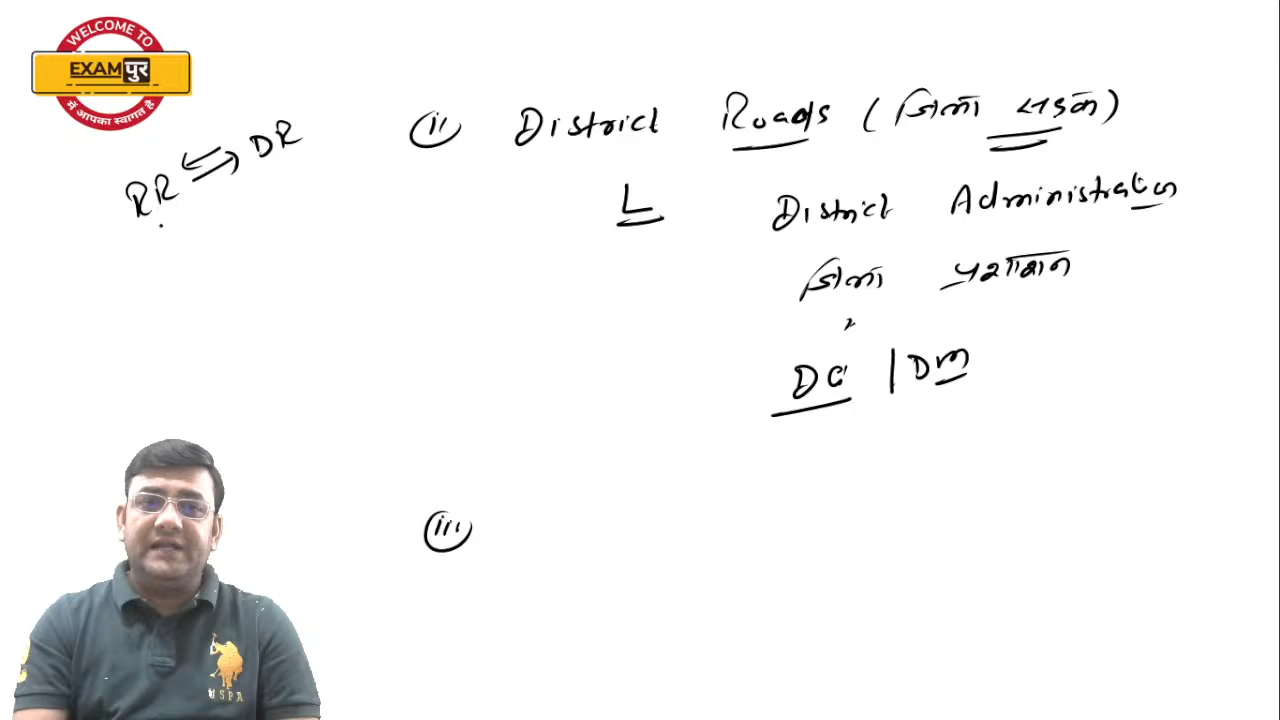 WELCOME TO
EXAMपुर
में आपका स्वागत है
RR ⇌ DR
(ii) District Roads (जिला सड़क)
L District Administration
जिला प्रशासन
DC | DM
(iii)
USPA